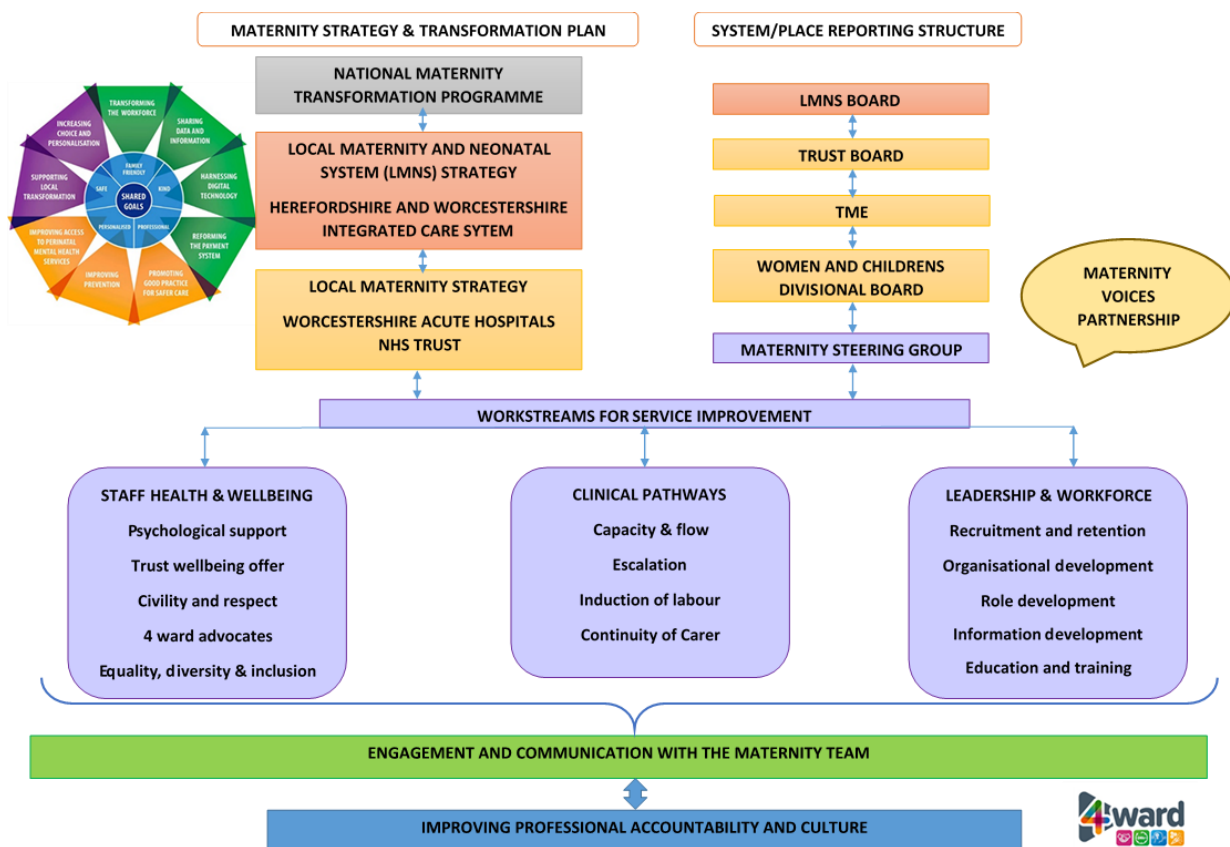 MATERNITY STRATEGY & TRANSFORMATION PLAN
SYSTEM/PLACE REPORTING STRUCTURE
TRANSFORMING
THE WORKFORCE
SHARING
DATA AND
INFORMATION
HARNESSING
DIGITAL
TECHNOLOGY
REFORMING
THE PAYMENT
SYSTEM
PROMOTING
GOOD PRACTICE
FOR SAFER CARE
IMPROVING
PREVENTION
IMPROVING ACCESS
TO PERINATAL
MENTAL HEALTH
SERVICES
SUPPORTING
LOCAL
TRANSFORMATION
INCREASING
CHOICE AND
PERSONALISATION
FAMILY
FRIENDLY
KIND
PROFESSIONAL
PERSONALISED
SAFE
SHARED
GOALS
NATIONAL MATERNITY
TRANSFORMATION PROGRAMME
LOCAL MATERNITY AND NEONATAL
SYSTEM (LMNS) STRATEGY
HEREFORDSHIRE AND WORCESTERSHIRE
INTEGRATED CARE SYTEM
LOCAL MATERNITY STRATEGY
WORCESTERSHIRE ACUTE HOSPITALS
NHS TRUST
LMNS BOARD
TRUST BOARD
TME
WOMEN AND CHILDRENS
DIVISIONAL BOARD
MATERNITY STEERING GROUP
MATERNITY
VOICES
PARTNERSHIP
WORKSTREAMS FOR SERVICE IMPROVEMENT
STAFF HEALTH & WELLBEING
Psychological support
Trust wellbeing offer
Civility and respect
4 ward advocates
Equality, diversity & inclusion
CLINICAL PATHWAYS
Capacity & flow
Escalation
Induction of labour
Continuity of Carer
LEADERSHIP & WORKFORCE
Recruitment and retention
Organisational development
Role development
Information development
Education and training
ENGAGEMENT AND COMMUNICATION WITH THE MATERNITY TEAM
IMPROVING PROFESSIONAL ACCOUNTABILITY AND CULTURE
4ward